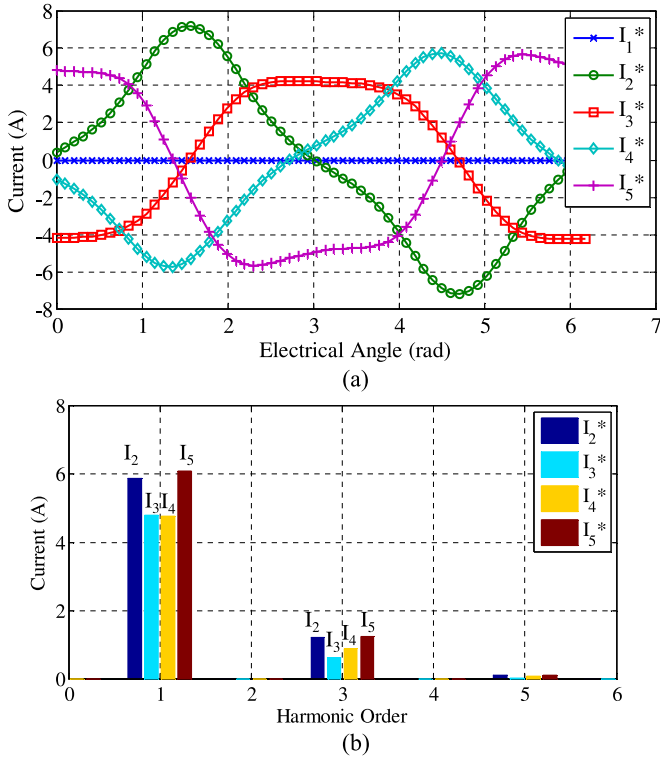 8
6
4
2
0
-2
-4
-6
-8
Current (A)
0 1 2 3 4 5 6 7
Electrical Angle (rad)
I1*
I2*
I3*
I4*
I5*
(a)
8
6
4
2
0
Current (A)
I2 I3 I4 I5
I2 I3 I4 I5
0 1 2 3 4 5 6
Harmonic Order
I2*
I3*
I4*
I5*
(b)